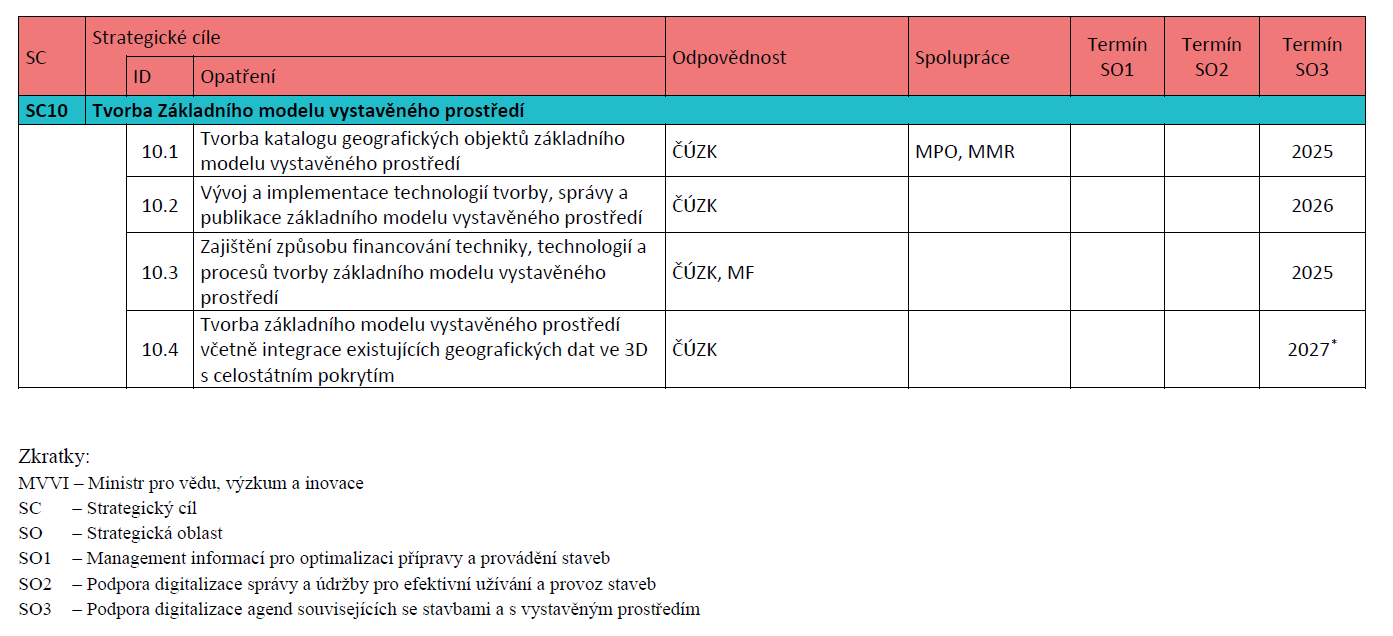 SC
Strategické cíle
ID
Opatření
Odpovědnost
Spolupráce
Termín
SO1
Termín
SO2
Termín
SO3
SC10
Tvorba Základního modelu vystavěného prostředí
10.1
Tvorba katalogu geografických objektů základního
modelu vystavěného prostředí
ČÚZK
MPO, MMR
2025
10.2
Vývoj a implementace technologií tvorby, správy a
publikace základního modelu vystavěného prostředí
ČÚZK
2026
10.3
Zajištění způsobu financování techniky, technologií a
procesů tvorby základního modelu vystavěného
prostředí
ČÚZK, MF
2025
10.4
Tvorba základního modelu vystavěného prostředí
včetně integrace existujících geografických dat ve 3D
s celostátním pokrytím
ČÚZK
2027*
Zkratky:
MVVI – Ministr pro vědu, výzkum a inovace
SC – Strategický cíl
SO – Strategická oblast
SO1 – Management informací pro optimalizaci přípravy a provádění staveb
SO2 – Podpora digitalizace správy a údržby pro efektivní užívání a provoz staveb
SO3 – Podpora digitalizace agend souvisejících se stavbami a s vystavěným prostředím